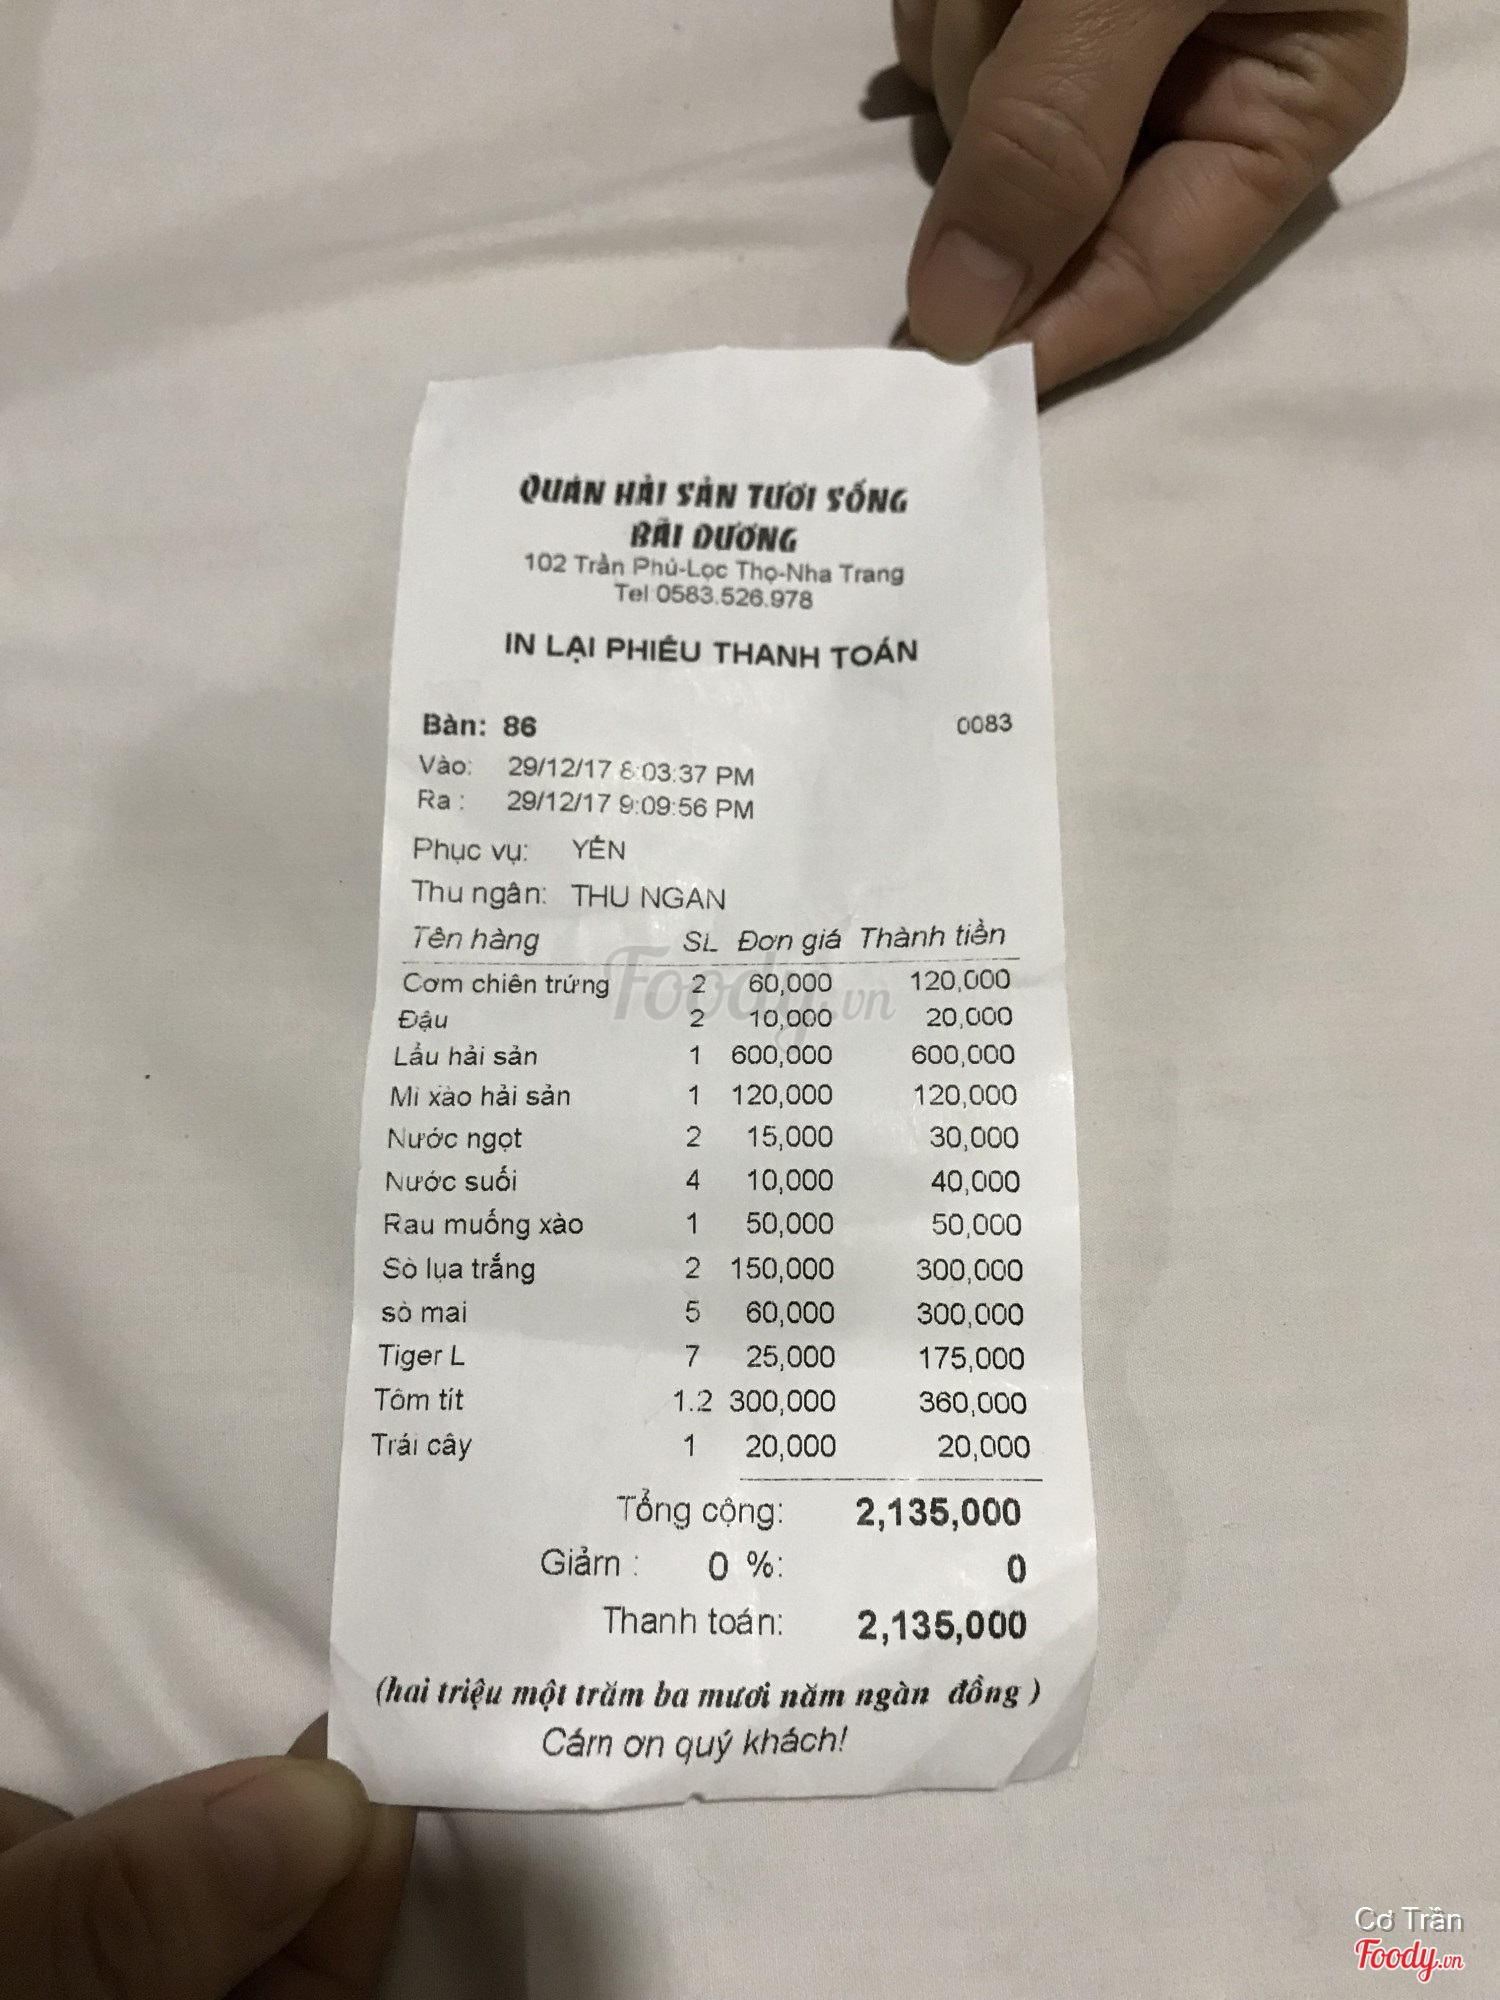 QUÁN HẢI SẢN TƯƠI SỐNG
BÃI DƯƠNG
102 Trần Phú-Lọc Thọ-Nha Trang
Tel:0583.526.978
IN LẠI PHIẾU THANH TOÁN
Bàn: 86 0083
Vào: 29/12/17 8:03:37 PM
Ra : 29/12/17 9:09:56 PM
Phục vụ: YẾN
Thu ngân: THU NGAN
Tên hàng SL Đơn giá Thành tiền
Cơm chiên trứng 2 60,000 120,000
Đậu 2 10,000 20,000
Lẩu hải sản 1 600,000 600,000
Mì xào hải sản 1 120,000 120,000
Nước ngọt 2 15,000 30,000
Nước suối 4 10,000 40,000
Rau muống xào 1 50,000 50,000
Sò lụa trắng 2 150,000 300,000
sò mai 5 60,000 300,000
Tiger L 7 25,000 175,000
Tôm tít 1.2 300,000 360,000
Trái cây 1 20,000 20,000
Tổng cộng: 2,135,000
Giảm : 0 %: 0
Thanh toán: 2,135,000
(hai triệu một trăm ba mươi năm ngàn đồng )
Cám ơn quý khách!
Foody.vn
Cơ Trần
Foody.vn